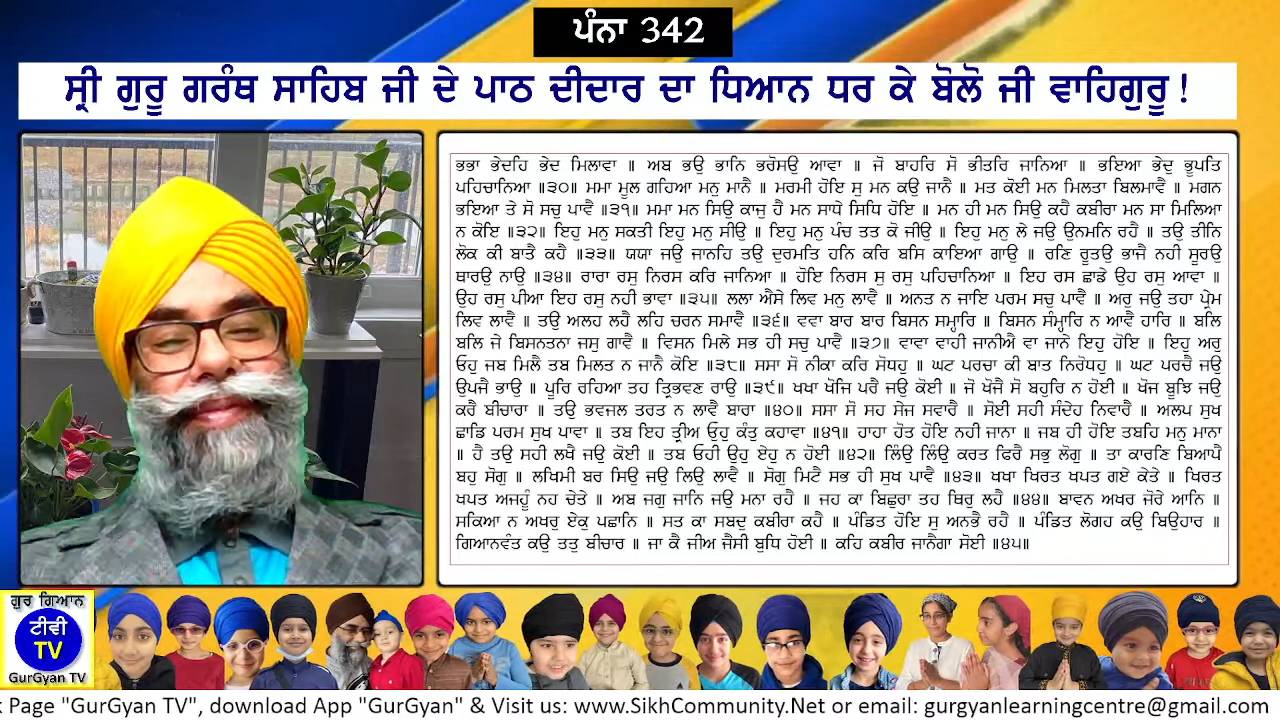 ਪੰਨਾ 342
ਸ੍ਰੀ ਗੁਰੂ ਗਰੰਥ ਸਾਹਿਬ ਜੀ ਦੇ ਪਾਠ ਦੀਦਾਰ ਦਾ ਧਿਆਨ ਧਰ ਕੇ ਬੋਲੋ ਜੀ ਵਾਹਿਗੁਰੂ!
ਭਭਾ ਭੇਦਹਿ ਭੇਦ ਮਿਲਾਵਾ ॥ ਅਬ ਭਉ ਭਾਨਿ ਭਰੋਸਉ ਆਵਾ ॥ ਜੋ ਬਾਹਰਿ ਸੋ ਭੀਤਰਿ ਜਾਨਿਆ ॥ ਭਇਆ ਭੇਦੁ ਭੂਪਤਿ
ਪਹਿਚਾਨਿਆ ॥੩੦॥ ਮਮਾ ਮੂਲ ਗਹਿਆ ਮਨੁ ਮਾਨੈ ॥ ਮਰਮੀ ਹੋਇ ਸੁ ਮਨ ਕਉ ਜਾਨੈ ॥ ਮਤ ਕੋਈ ਮਨ ਮਿਲਤਾ ਬਿਲਮਾਵੈ ॥ ਮਗਨ
ਭਇਆ ਤੇ ਸੋ ਸਚੁ ਪਾਵੈ ॥੩੧॥ ਮਮਾ ਮਨ ਸਿਉ ਕਾਜੁ ਹੈ ਮਨ ਸਾਧੇ ਸਿਧਿ ਹੋਇ ॥ ਮਨ ਹੀ ਮਨ ਸਿਉ ਕਹੈ ਕਬੀਰਾ ਮਨ ਸਾ ਮਿਲਿਆ
ਨ ਕੋਇ ॥੩੨॥ ਇਹੁ ਮਨੁ ਸਕਤੀ ਇਹੁ ਮਨੁ ਸੀਉ ॥ ਇਹੁ ਮਨੁ ਪੰਚ ਤਤ ਕੋ ਜੀਉ ॥ ਇਹੁ ਮਨੁ ਲੇ ਜਉ ਉਨਮਨਿ ਰਹੈ ॥ ਤਉ ਤੀਨਿ
ਲੋਕ ਕੀ ਬਾਤੈ ਕਹੈ ॥੩੩॥ ਯਯਾ ਜਉ ਜਾਨਹਿ ਤਉ ਦੁਰਮਤਿ ਹਨਿ ਕਰਿ ਬਸਿ ਕਾਇਆ ਗਾਉ ॥ ਰਣਿ ਰੂਤਉ ਭਾਜੈ ਨਹੀ ਸੂਰਉ
ਥਾਰਉ ਨਾਉ ॥੩੪॥ ਰਾਰਾ ਰਸੁ ਨਿਰਸ ਕਰਿ ਜਾਨਿਆ ॥ ਹੋਇ ਨਿਰਸ ਸੁ ਰਸੁ ਪਹਿਚਾਨਿਆ ॥ ਇਹ ਰਸ ਛਾਡੇ ਉਹ ਰਸੁ ਆਵਾ ॥
ਉਹ ਰਸੁ ਪੀਆ ਇਹ ਰਸੁ ਨਹੀ ਭਾਵਾ ॥੩੫॥ ਲਲਾ ਐਸੇ ਲਿਵ ਮਨੁ ਲਾਵੈ ॥ ਅਨਤ ਨ ਜਾਇ ਪਰਮ ਸਚੁ ਪਾਵੈ ॥ ਅਰੁ ਜਉ ਤਹਾ ਪ੍ਰੇਮ
ਲਿਵ ਲਾਵੈ ॥ ਤਉ ਅਲਹ ਲਹੈ ਲਹਿ ਚਰਨ ਸਮਾਵੈ ॥੩੬॥ ਵਵਾ ਬਾਰ ਬਾਰ ਬਿਸਨ ਸਮ੍ਹਾਰਿ ॥ ਬਿਸਨ ਸੰਮ੍ਹਾਰਿ ਨ ਆਵੈ ਹਾਰਿ ॥ ਬਲਿ
ਬਲਿ ਜੇ ਬਿਸਨਤਨਾ ਜਸੁ ਗਾਵੈ ॥ ਵਿਸਨ ਮਿਲੇ ਸਭ ਹੀ ਸਚੁ ਪਾਵੈ ॥੩੭॥ ਵਾਵਾ ਵਾਹੀ ਜਾਨੀਐ ਵਾ ਜਾਨੇ ਇਹੁ ਹੋਇ ॥ ਇਹੁ ਅਰੁ
ਓਹੁ ਜਬ ਮਿਲੈ ਤਬ ਮਿਲਤ ਨ ਜਾਨੈ ਕੋਇ ॥੩੮॥ ਸਸਾ ਸੋ ਨੀਕਾ ਕਰਿ ਸੋਧਹੁ ॥ ਘਟ ਪਰਚਾ ਕੀ ਬਾਤ ਨਿਰੋਧਹੁ ॥ ਘਟ ਪਰਚੈ ਜਉ
ਉਪਜੈ ਭਾਉ ॥ ਪੂਰਿ ਰਹਿਆ ਤਹ ਤ੍ਰਿਭਵਣ ਰਾਉ ॥੩੯॥ ਖਖਾ ਖੋਜਿ ਪਰੈ ਜਉ ਕੋਈ ॥ ਜੋ ਖੋਜੈ ਸੋ ਬਹੁਰਿ ਨ ਹੋਈ ॥ ਖੋਜ ਬੂਝਿ ਜਉ
ਕਰੈ ਬੀਚਾਰਾ ॥ ਤਉ ਭਵਜਲ ਤਰਤ ਨ ਲਾਵੈ ਬਾਰਾ ॥੪੦॥ ਸਸਾ ਸੋ ਸਹ ਸੇਜ ਸਵਾਰੈ ॥ ਸੋਈ ਸਹੀ ਸੰਦੇਹ ਨਿਵਾਰੈ ॥ ਅਲਪ ਸੁਖ
ਛਾਡਿ ਪਰਮ ਸੁਖ ਪਾਵਾ ॥ ਤਬ ਇਹ ਤ੍ਰੀਅ ਓਹੁ ਕੰਤੁ ਕਹਾਵਾ ॥੪੧॥ ਹਾਹਾ ਹੋਤ ਹੋਇ ਨਹੀ ਜਾਨਾ ॥ ਜਬ ਹੀ ਹੋਇ ਤਬਹਿ ਮਨੁ ਮਾਨਾ
॥ ਹੈ ਤਉ ਸਹੀ ਲਖੈ ਜਉ ਕੋਈ ॥ ਤਬ ਓਹੀ ਉਹੁ ਏਹੁ ਨ ਹੋਈ ॥੪੨॥ ਲਿੰਉ ਲਿੰਉ ਕਰਤ ਫਿਰੈ ਸਭੁ ਲੋਗੁ ॥ ਤਾ ਕਾਰਣਿ ਬਿਆਪੈ
ਬਹੁ ਸੋਗੁ ॥ ਲਖਿਮੀ ਬਰ ਸਿਉ ਜਉ ਲਿਉ ਲਾਵੈ ॥ ਸੋਗੁ ਮਿਟੈ ਸਭ ਹੀ ਸੁਖ ਪਾਵੈ ॥੪੩॥ ਖਖਾ ਖਿਰਤ ਖਪਤ ਗਏ ਕੇਤੇ ॥ ਖਿਰਤ
ਖਪਤ ਅਜਹੂੰ ਨਹ ਚੇਤੇ ॥ ਅਬ ਜਗੁ ਜਾਨਿ ਜਉ ਮਨਾ ਰਹੈ ॥ ਜਹ ਕਾ ਬਿਛੁਰਾ ਤਹ ਥਿਰੁ ਲਹੈ ॥੪੪॥ ਬਾਵਨ ਅਖਰ ਜੋਰੇ ਆਨਿ ॥
ਸਕਿਆ ਨ ਅਖਰੁ ਏਕੁ ਪਛਾਨਿ ॥ ਸਤ ਕਾ ਸਬਦੁ ਕਬੀਰਾ ਕਹੈ ॥ ਪੰਡਿਤ ਹੋਇ ਸੁ ਅਨਭੈ ਰਹੈ ॥ ਪੰਡਿਤ ਲੋਗਹ ਕਉ ਬਿਉਹਾਰ ॥
ਗਿਆਨਵੰਤ ਕਉ ਤਤੁ ਬੀਚਾਰ ॥ ਜਾ ਕੈ ਜੀਅ ਜੈਸੀ ਬੁਧਿ ਹੋਈ ॥ ਕਹਿ ਕਬੀਰ ਜਾਨੈਗਾ ਸੋਈ ॥੪੫॥
ਗੁਰ ਗਿਆਨ
ਟੀਵੀ
TV
GurGyan TV
Page "GurGyan TV", download App "GurGyan" & Visit us: www.SikhCommunity.Net or email: gurgyanlearningcentre@gmail.com